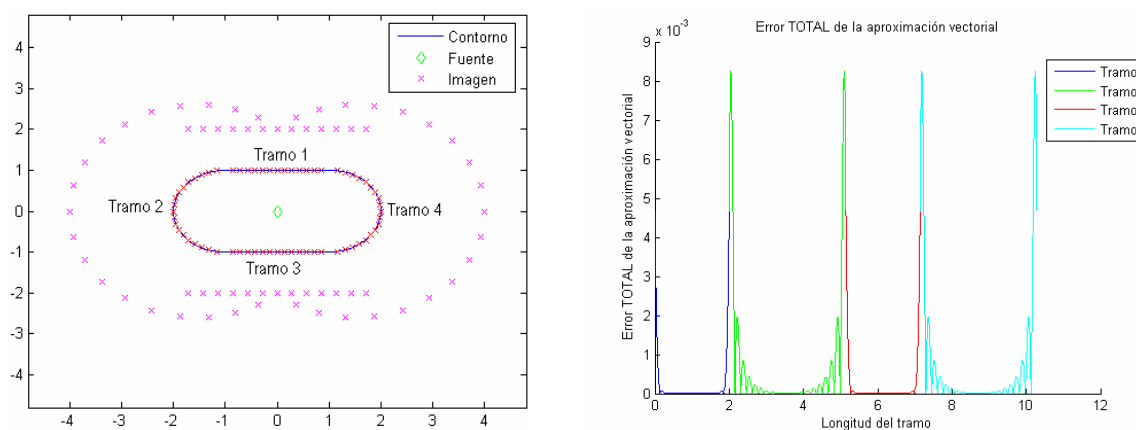 4
3
2
1
0
-1
-2
-3
-4
-4 -3 -2 -1 0 1 2 3 4
Contorno
Fuente
Imagen
Tramo 1
Tramo 2
Tramo 4
Tramo 3
Error TOTAL de la aproximación vectorial
x 10⁻³
9
8
7
6
5
4
3
2
1
0
0 2 4 6 8 10 12
Error TOTAL de la aproximación vectorial
Longitud del tramo
Tramo
Tramo
Tramo
Tramo